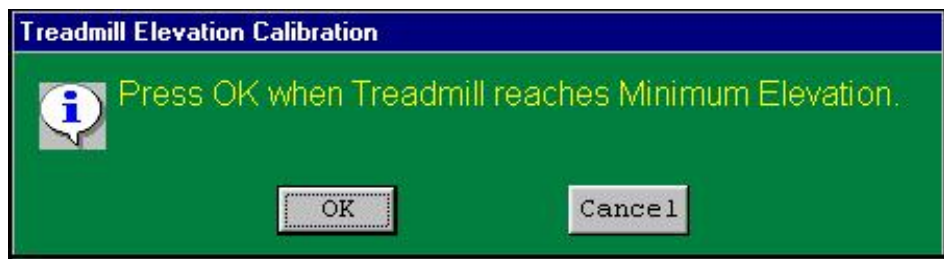 Treadmill Elevation Calibration
Press OK when Treadmill reaches Minimum Elevation.
OK
Cancel